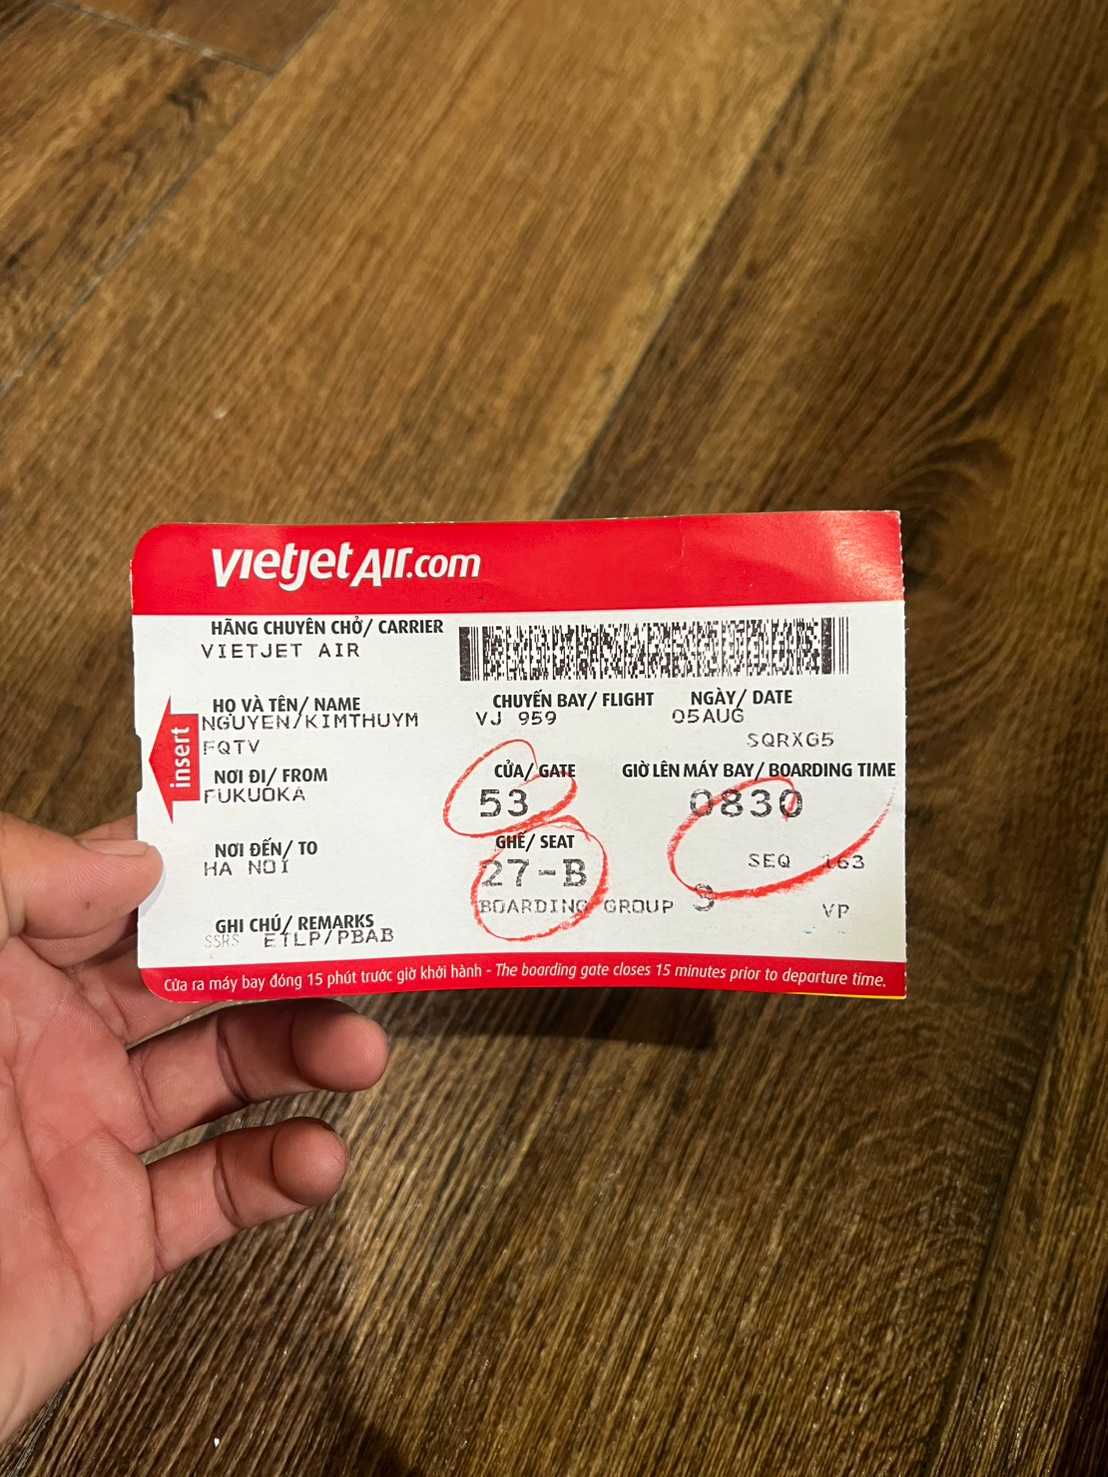 vietjetAir.com
HÃNG CHUYÊN CHỞ/ CARRIER
VIETJET AIR
HỌ VÀ TÊN/ NAME
NGUYEN/KIMTHUYM
CHUYẾN BAY/ FLIGHT
VJ 959
NGÀY/ DATE
05AUG
FQTV
SQRXG5
insert
NƠI ĐI/ FROM
FUKUOKA
CỬA/ GATE
53
GIỜ LÊN MÁY BAY/ BOARDING TIME
0830
NƠI ĐẾN/ TO
HA NOI
GHẾ/ SEAT
27-B
SEQ 163
BOARDING GROUP 3
VP
GHI CHÚ/ REMARKS
SSRS ETLP/PBAB
Cửa ra máy bay đóng 15 phút trước giờ khởi hành - The boarding gate closes 15 minutes prior to departure time.